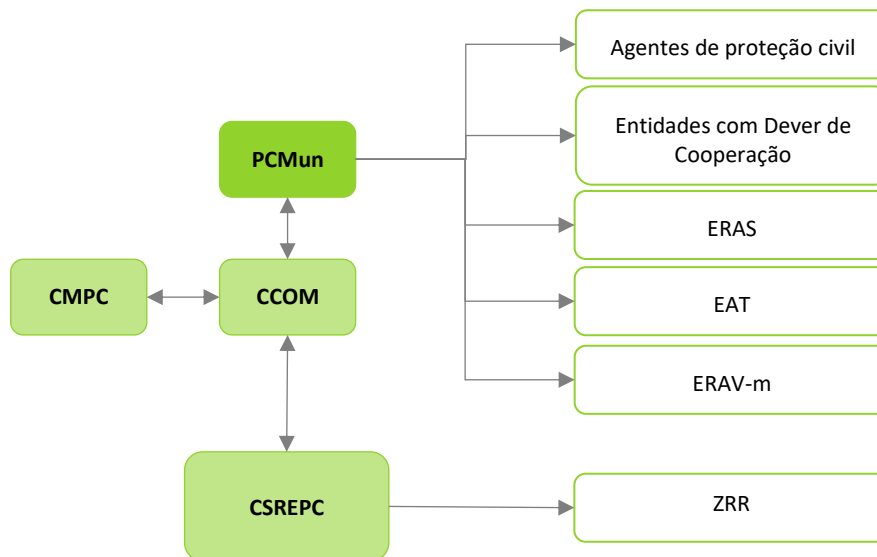 Agentes de proteção civil
Entidades com Dever de
Cooperação
PCMun
ERAS
CMPC
CCOM
EAT
ERAV-m
CSREPC
ZRR